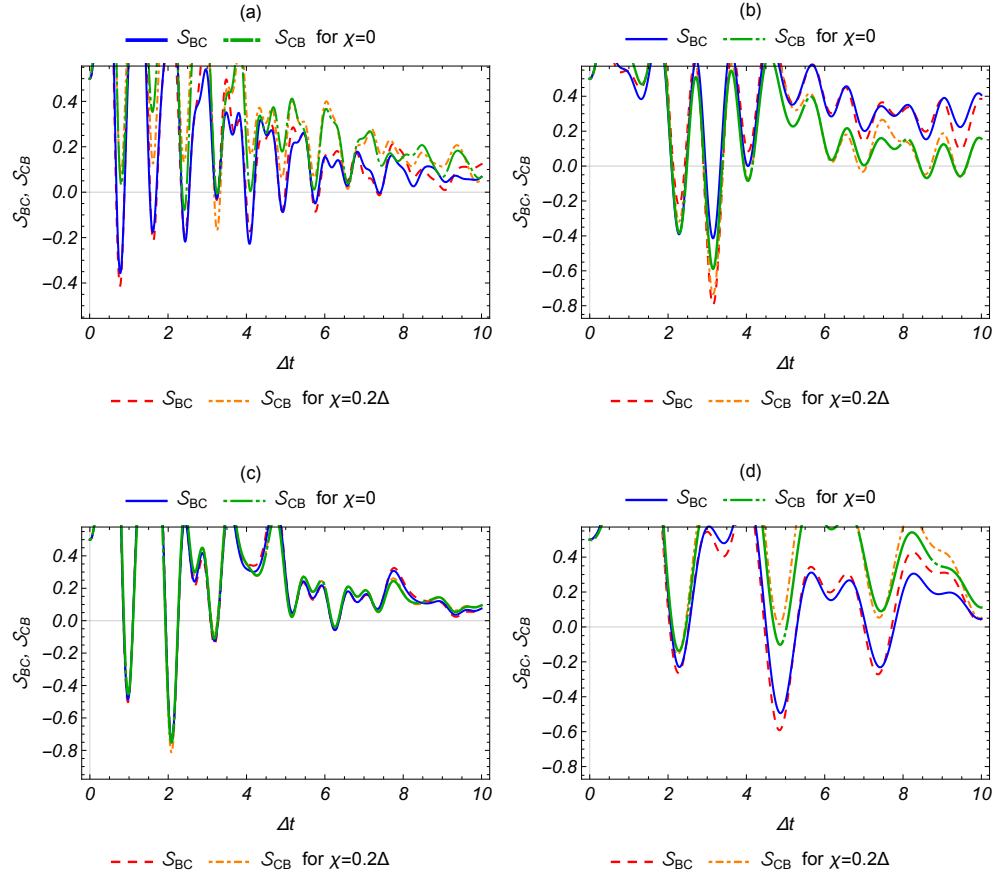 (a)
S_BC S_CB for χ=0
S_BC, S_CB
0.4
0.2
0.0
−0.2
−0.4
0 2 4 6 8 10
Δt
S_BC S_CB for χ=0.2Δ
(b)
S_BC S_CB for χ=0
S_BC, S_CB
0.4
0.2
0.0
−0.2
−0.4
−0.6
−0.8
0 2 4 6 8 10
Δt
S_BC S_CB for χ=0.2Δ
(c)
S_BC S_CB for χ=0
S_BC, S_CB
0.4
0.2
0.0
−0.2
−0.4
−0.6
−0.8
0 2 4 6 8 10
Δt
S_BC S_CB for χ=0.2Δ
(d)
S_BC S_CB for χ=0
S_BC, S_CB
0.4
0.2
0.0
−0.2
−0.4
−0.6
−0.8
0 2 4 6 8 10
Δt
S_BC S_CB for χ=0.2Δ